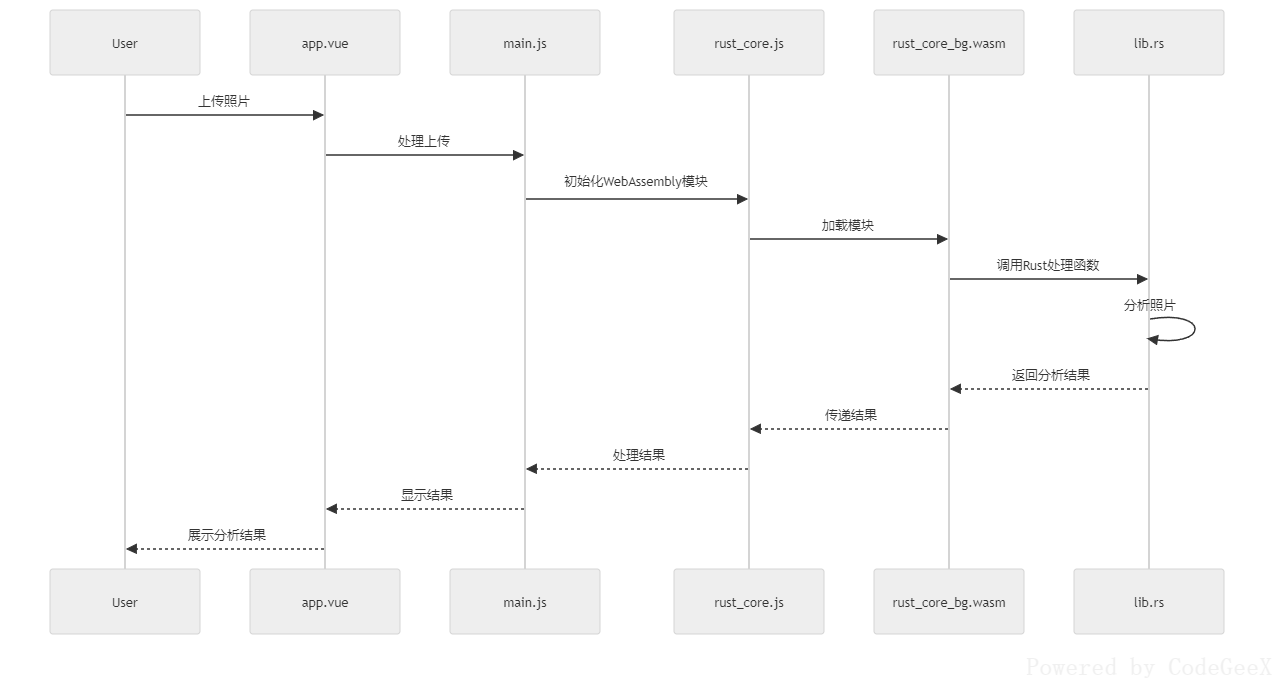 User
app.vue
main.js
rust_core.js
rust_core_bg.wasm
lib.rs
上传照片
处理上传
初始化WebAssembly模块
加载模块
调用Rust处理函数
分析照片
返回分析结果
传递结果
处理结果
显示结果
展示分析结果
User
app.vue
main.js
rust_core.js
rust_core_bg.wasm
lib.rs
Powered by CodeGeeX